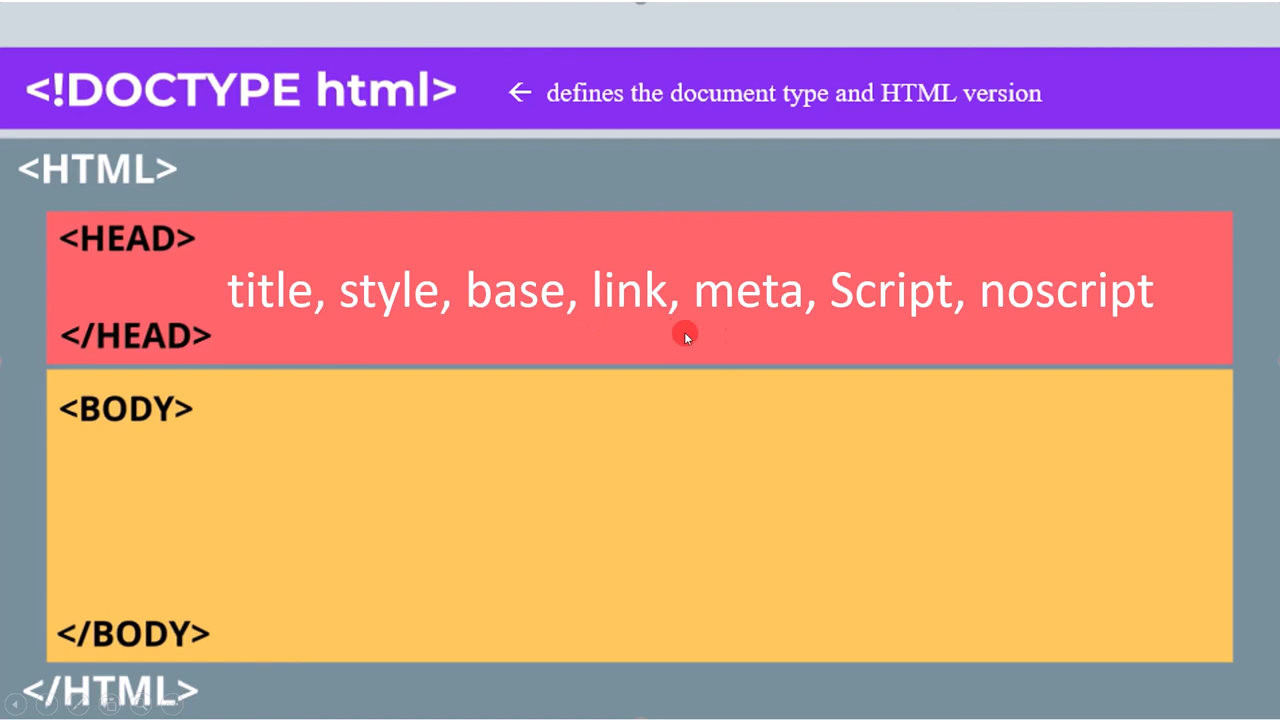 <!DOCTYPE html> ← defines the document type and HTML version
<HTML>
<HEAD>
title, style, base, link, meta, Script, noscript
</HEAD>
<BODY>
</BODY>
</HTML>